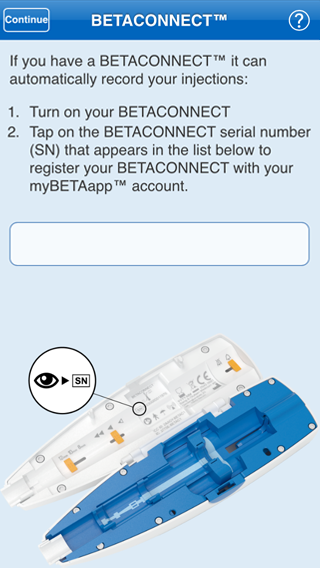 Continue
BETACONNECT™
?
If you have a BETACONNECT™ it can
automatically record your injections:
1. Turn on your BETACONNECT
2. Tap on the BETACONNECT serial number
(SN) that appears in the list below to
register your BETACONNECT with your
myBETAapp™ account.
SN